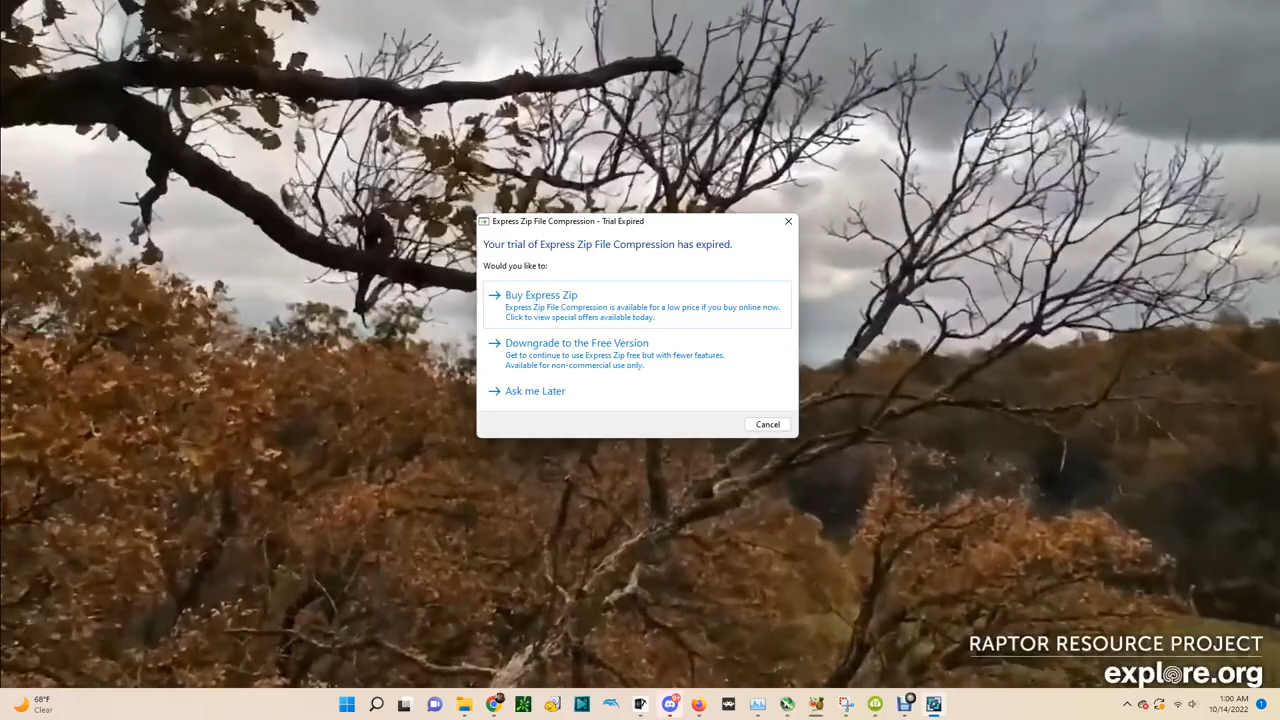 Express Zip File Compression - Trial Expired
Your trial of Express Zip File Compression has expired.
Would you like to:
Buy Express Zip
Express Zip File Compression is available for a low price if you buy online now.
Click to view special offers available today.
Downgrade to the Free Version
Get to continue to use Express Zip free but with fewer features.
Available for non-commercial use only.
Ask me Later
Cancel
RAPTOR RESOURCE PROJECT
explore.org
68°F
Clear
1:00 AM
10/14/2022